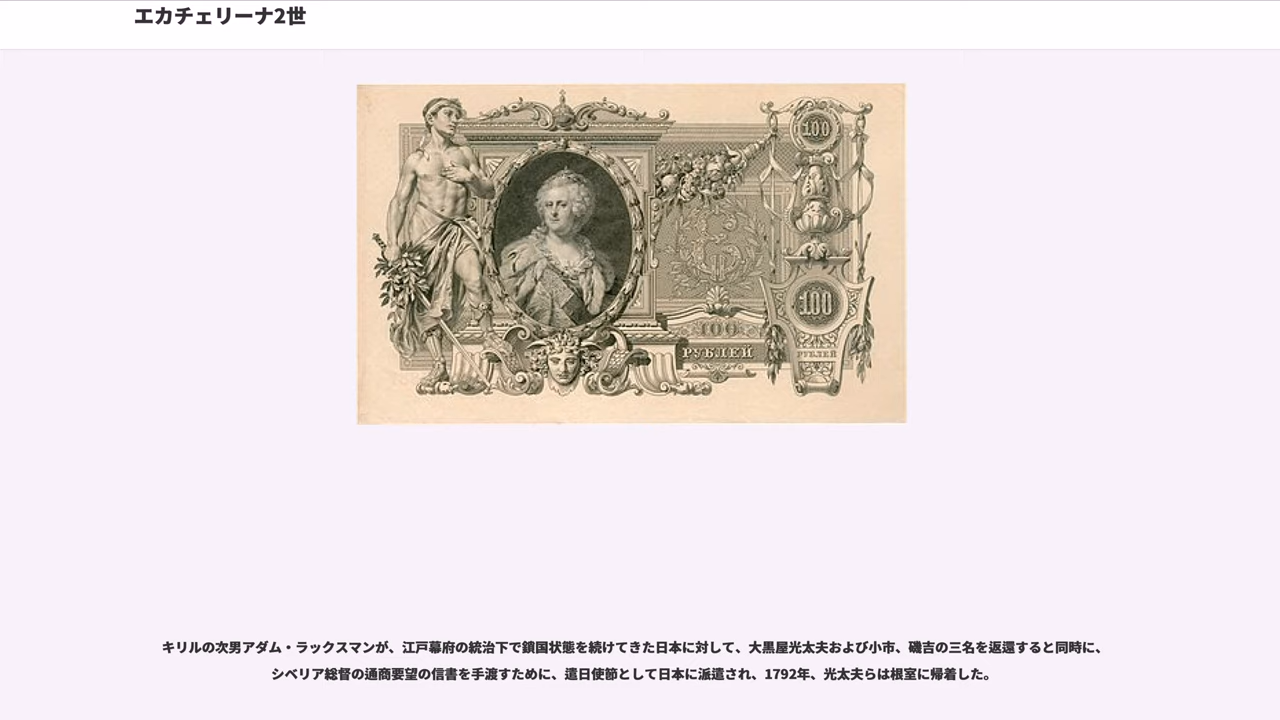 エカチェリーナ2世
100
100
100
РУБЛЕЙ
РУБЛЕЙ
キリルの次男アダム・ラックスマンが、江戸幕府の統治下で鎖国状態を続けてきた日本に対して、大黒屋光太夫および小市、磯吉の三名を返還すると同時に、
シベリア総督の通商要望の信書を手渡すために、遣日使節として日本に派遣され、1792年、光太夫らは根室に帰着した。